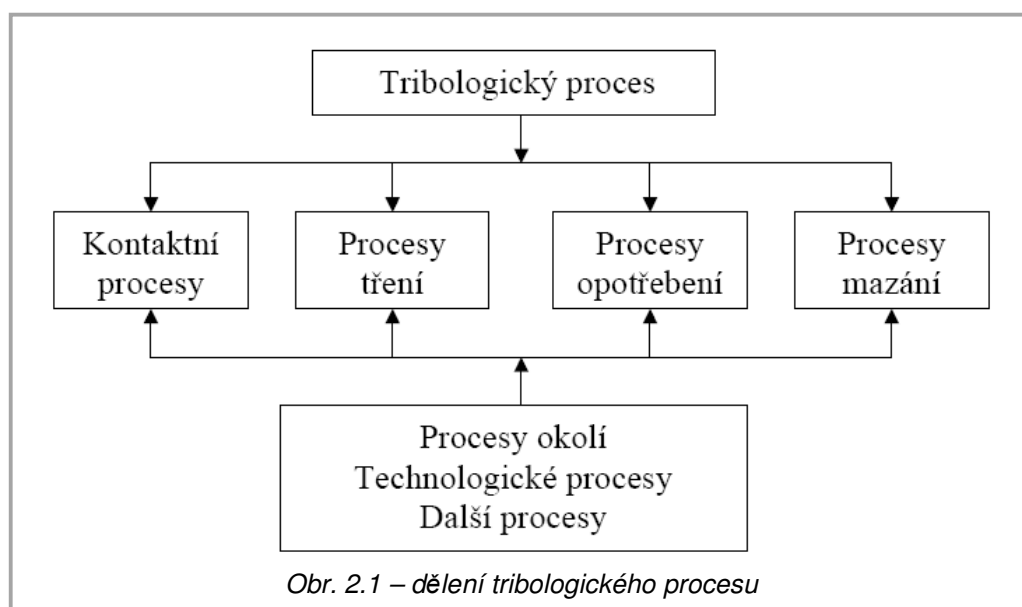 Tribologický proces
Kontaktní
procesy
Procesy
tření
Procesy
opotřebení
Procesy
mazání
Procesy okolí
Technologické procesy
Další procesy
Obr. 2.1 – dělení tribologického procesu